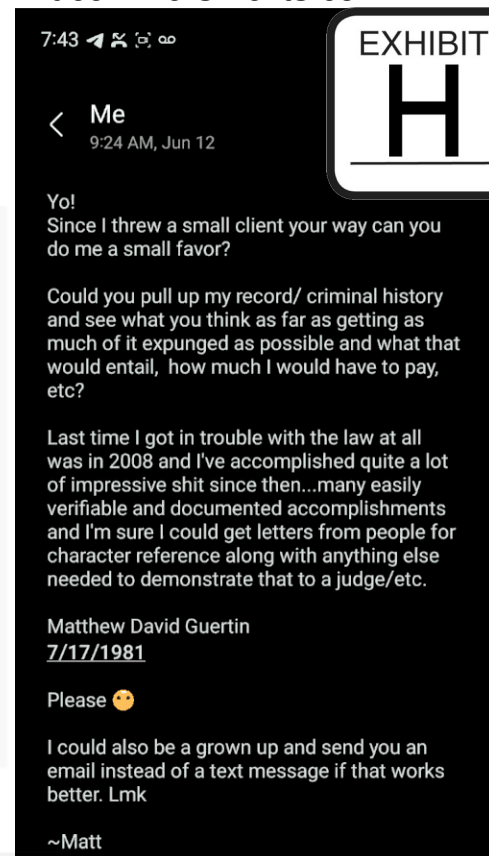 7:43
EXHIBIT
H
Me
9:24 AM, Jun 12
Yo!
Since I threw a small client your way can you
do me a small favor?
Could you pull up my record/ criminal history
and see what you think as far as getting as
much of it expunged as possible and what that
would entail,  how much I would have to pay,
etc?
Last time I got in trouble with the law at all
was in 2008 and I've accomplished quite a lot
of impressive shit since then...many easily
verifiable and documented accomplishments
and I'm sure I could get letters from people for
character reference along with anything else
needed to demonstrate that to a judge/etc.
Matthew David Guertin
7/17/1981
Please 😶
I could also be a grown up and send you an
email instead of a text message if that works
better. Lmk
~Matt